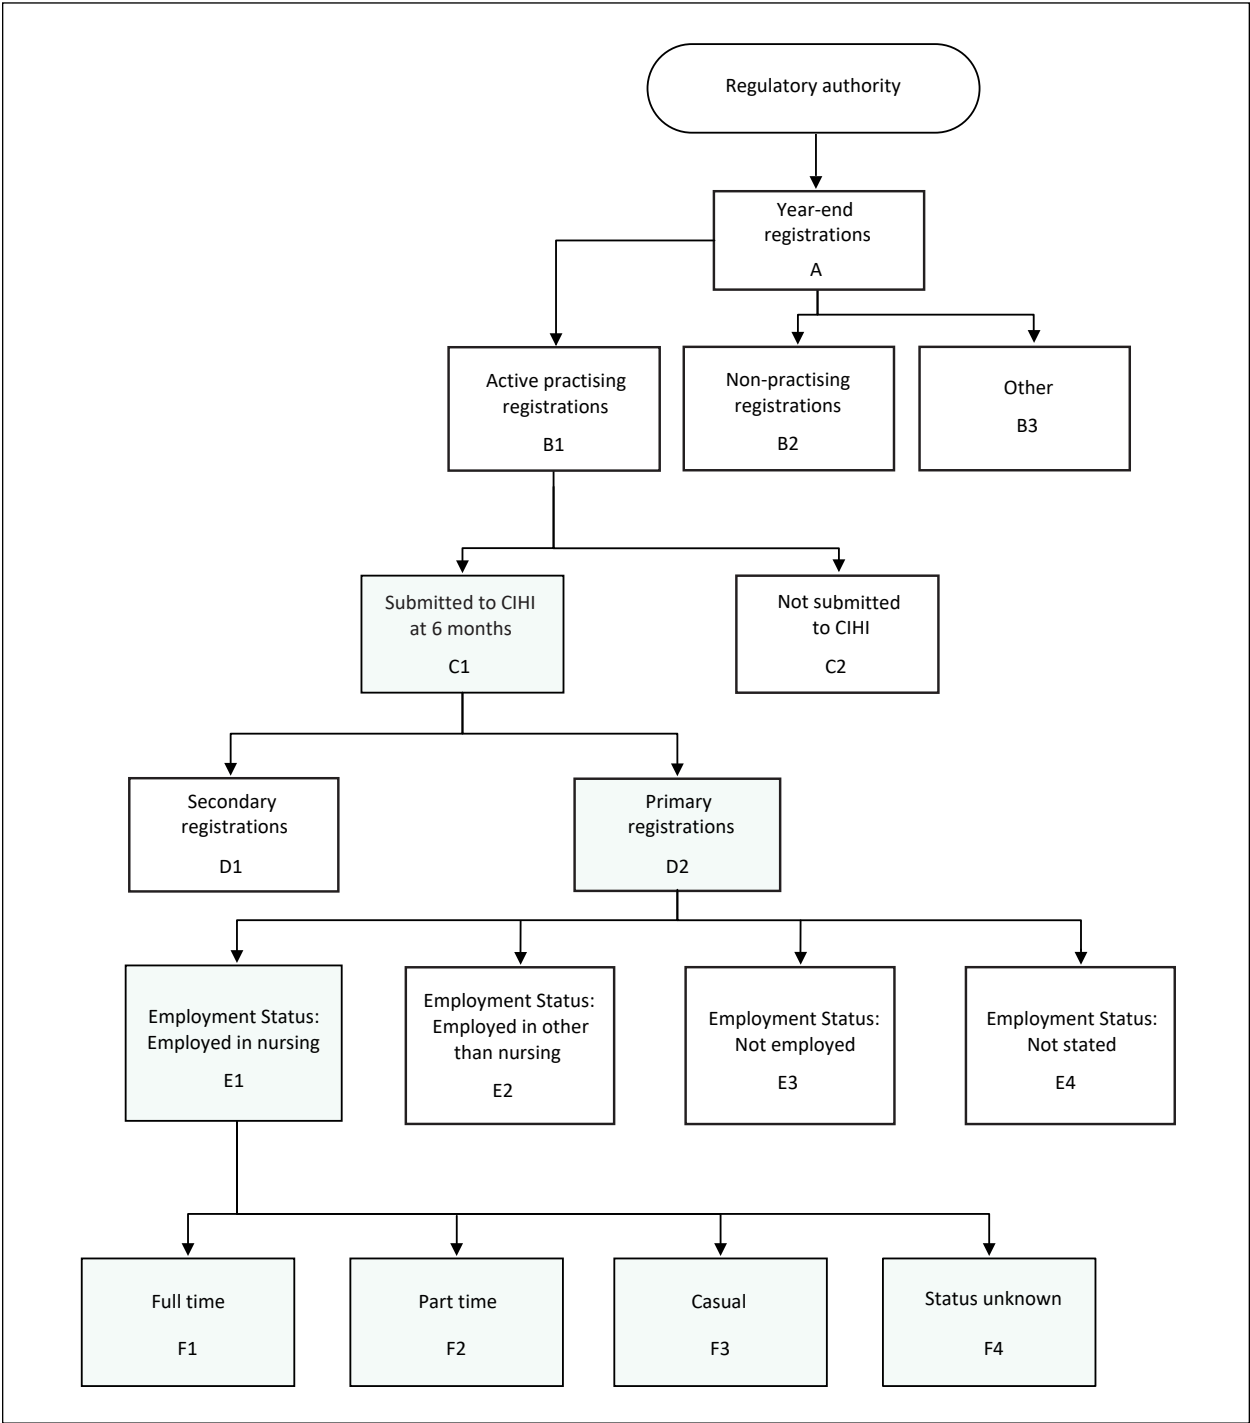 Regulatory authority
Year-end
registrations
A
Active practising
registrations
B1
Non-practising
registrations
B2
Other
B3
Submitted to CIHI
at 6 months
C1
Not submitted
to CIHI
C2
Secondary
registrations
D1
Primary
registrations
D2
Employment Status:
Employed in nursing
E1
Employment Status:
Employed in other
than nursing
E2
Employment Status:
Not employed
E3
Employment Status:
Not stated
E4
Full time
F1
Part time
F2
Casual
F3
Status unknown
F4